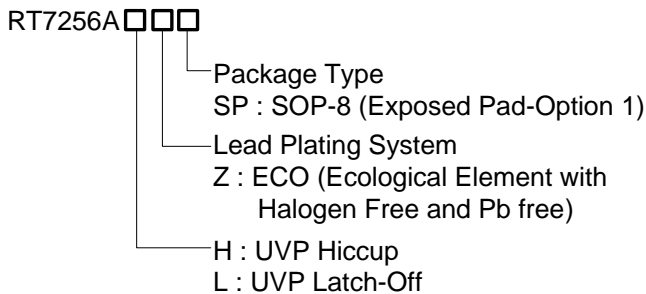 RT7256A
Package Type
SP : SOP-8 (Exposed Pad-Option 1)
Lead Plating System
Z : ECO (Ecological Element with
Halogen Free and Pb free)
H : UVP Hiccup
L : UVP Latch-Off